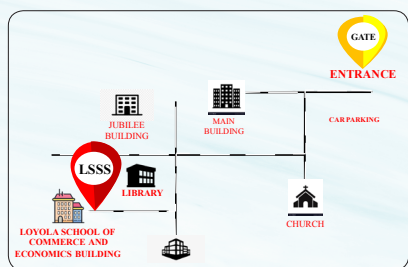 GATE
ENTRANCE
CAR PARKING
MAIN
BUILDING
JUBILEE
BUILDING
LSSS
LIBRARY
CHURCH
LOYOLA SCHOOL OF
COMMERCE AND
ECONOMICS BUILDING